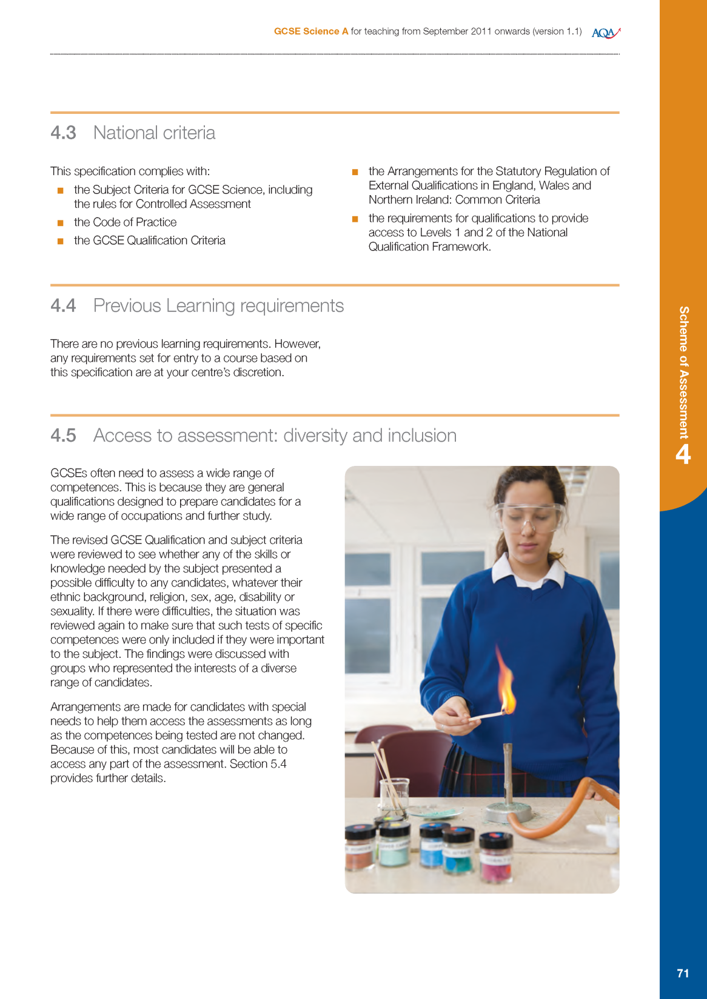 GCSE Science A for teaching from September 2011 onwards (version 1.1)
AQA
4.3 National criteria
This specification complies with:
■ the Subject Criteria for GCSE Science, including
the rules for Controlled Assessment
■ the Code of Practice
■ the GCSE Qualification Criteria
■ the Arrangements for the Statutory Regulation of
External Qualifications in England, Wales and
Northern Ireland: Common Criteria
■ the requirements for qualifications to provide
access to Levels 1 and 2 of the National
Qualification Framework.
4.4 Previous Learning requirements
There are no previous learning requirements. However,
any requirements set for entry to a course based on
this specification are at your centre’s discretion.
4.5 Access to assessment: diversity and inclusion
GCSEs often need to assess a wide range of
competences. This is because they are general
qualifications designed to prepare candidates for a
wide range of occupations and further study.
The revised GCSE Qualification and subject criteria
were reviewed to see whether any of the skills or
knowledge needed by the subject presented a
possible difficulty to any candidates, whatever their
ethnic background, religion, sex, age, disability or
sexuality. If there were difficulties, the situation was
reviewed again to make sure that such tests of specific
competences were only included if they were important
to the subject. The findings were discussed with
groups who represented the interests of a diverse
range of candidates.
Arrangements are made for candidates with special
needs to help them access the assessments as long
as the competences being tested are not changed.
Because of this, most candidates will be able to
access any part of the assessment. Section 5.4
provides further details.
Scheme of Assessment 4
71